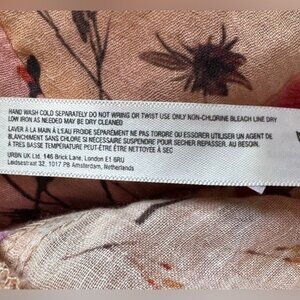 HAND WASH COLD SEPARATELY DO NOT WRING OR TWIST USE ONLY NON-CHLORINE BLEACH LINE DRY
LOW IRON AS NEEDED MAY BE DRY CLEANED
LAVER À LA MAIN À L'EAU FROIDE SÉPARÉMENT NE PAS TORDRE OU ESSORER UTILISER UN AGENT DE
BLANCHIMENT SANS CHLORE SI NÉCESSAIRE SUSPENDRE POUR SÉCHER REPASSER, AU BESOIN,
À TRÈS BASSE TEMPÉRATURE PEUT-ÊTRE ÊTRE NETTOYÉE À SEC
URBN UK Ltd. 146 Brick Lane, London E1 6RU
Leidsestraat 32, 1017 PB Amsterdam, Netherlands